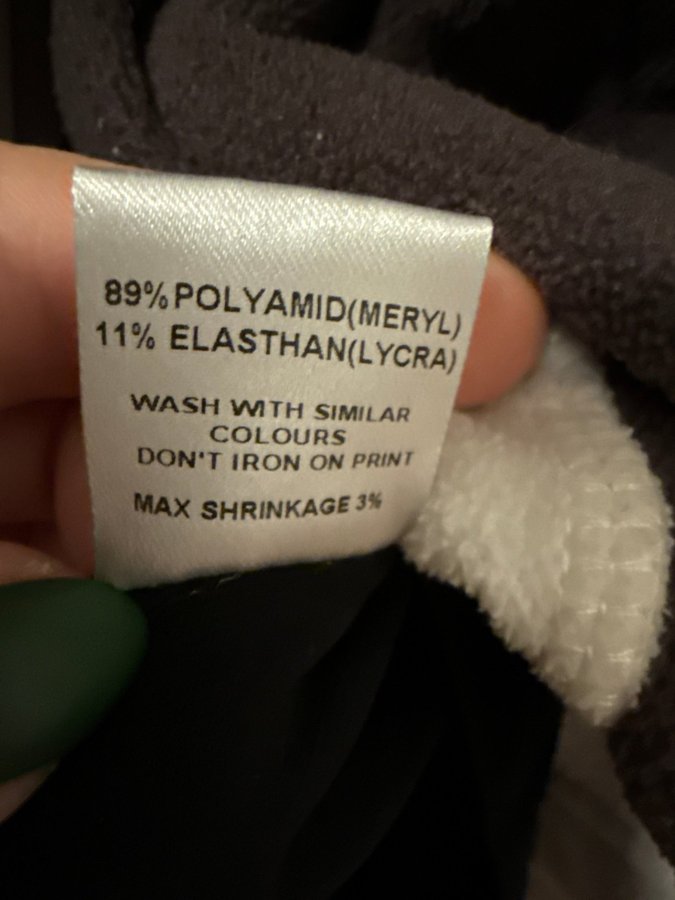 89% POLYAMID(MERYL)
11% ELASTHAN(LYCRA)
WASH WITH SIMILAR
COLOURS
DON'T IRON ON PRINT
MAX SHRINKAGE 3%